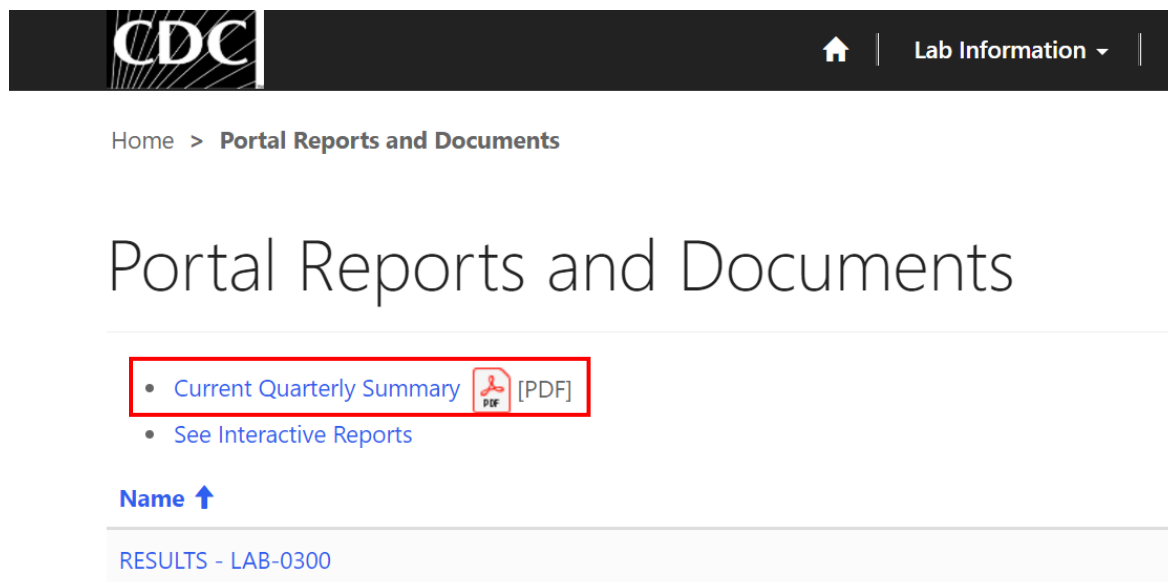 CDC
Lab Information
Home > Portal Reports and Documents
Portal Reports and Documents
• Current Quarterly Summary PDF [PDF]
• See Interactive Reports
Name
RESULTS - LAB-0300